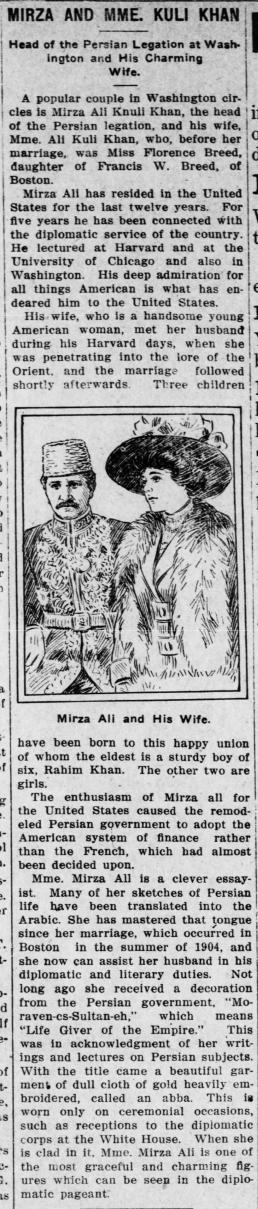 MIRZA AND MME. KULI KHAN
Head of the Persian Legation at Wash-
ington and His Charming
Wife.
A popular couple in Washington cir-
cles is Mirza Ali Knuli Khan, the head
of the Persian legation, and his wife,
Mme. Ali Kuli Khan, who, before her
marriage, was Miss Florence Breed,
daughter of Francis W. Breed, of
Boston.
Mirza Ali has resided in the United
States for the last twelve years. For
five years he has been connected with
the diplomatic service of the country.
He lectured at Harvard and at the
University of Chicago and also in
Washington. His deep admiration for
all things American is what has en-
deared him to the United States.
His wife, who is a handsome young
American woman, met her husband
during his Harvard days, when she
was penetrating into the lore of the
Orient, and the marriage followed
shortly afterwards. Three children
Mirza Ali and His Wife.
have been born to this happy union
of whom the eldest is a sturdy boy of
six, Rahim Khan. The other two are
girls.
The enthusiasm of Mirza all for
the United States caused the remod-
eled Persian government to adopt the
American system of finance rather
than the French, which had almost
been decided upon.
Mme. Mirza Ali is a clever essay-
ist. Many of her sketches of Persian
life have been translated into the
Arabic. She has mastered that tongue
since her marriage, which occurred in
Boston in the summer of 1904, and
she now can assist her husband in his
diplomatic and literary duties. Not
long ago she received a decoration
from the Persian government, "Mo-
raven-es-Sultan-eh," which means
"Life Giver of the Empire." This
was in acknowledgment of her writ-
ings and lectures on Persian subjects.
With the title came a beautiful gar-
ment of dull cloth of gold heavily em-
broidered, called an abba. This is
worn only on ceremonial occasions,
such as receptions to the diplomatic
corps at the White House. When she
is clad in it, Mme. Mirza Ali is one of
the most graceful and charming fig-
ures which can be seen in the diplo-
matic pageant.